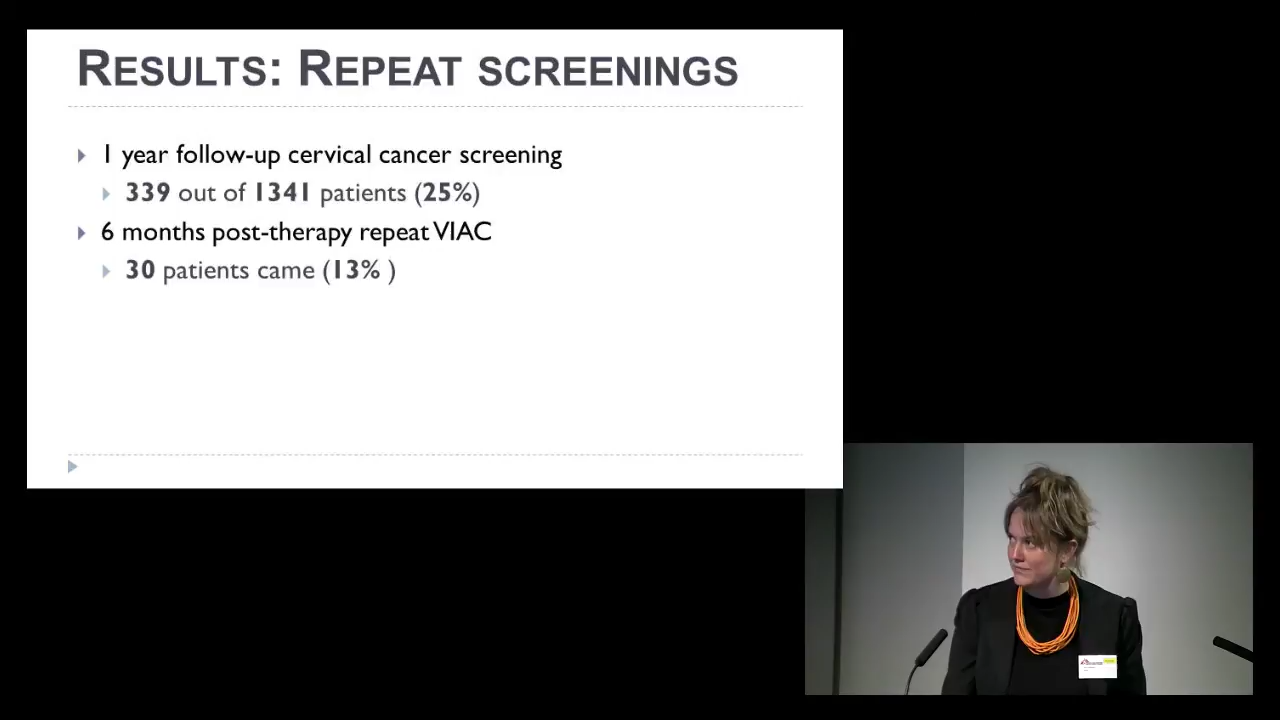 RESULTS: REPEAT SCREENINGS
1 year follow-up cervical cancer screening
339 out of 1341 patients (25%)
6 months post-therapy repeat VIAC
30 patients came (13% )